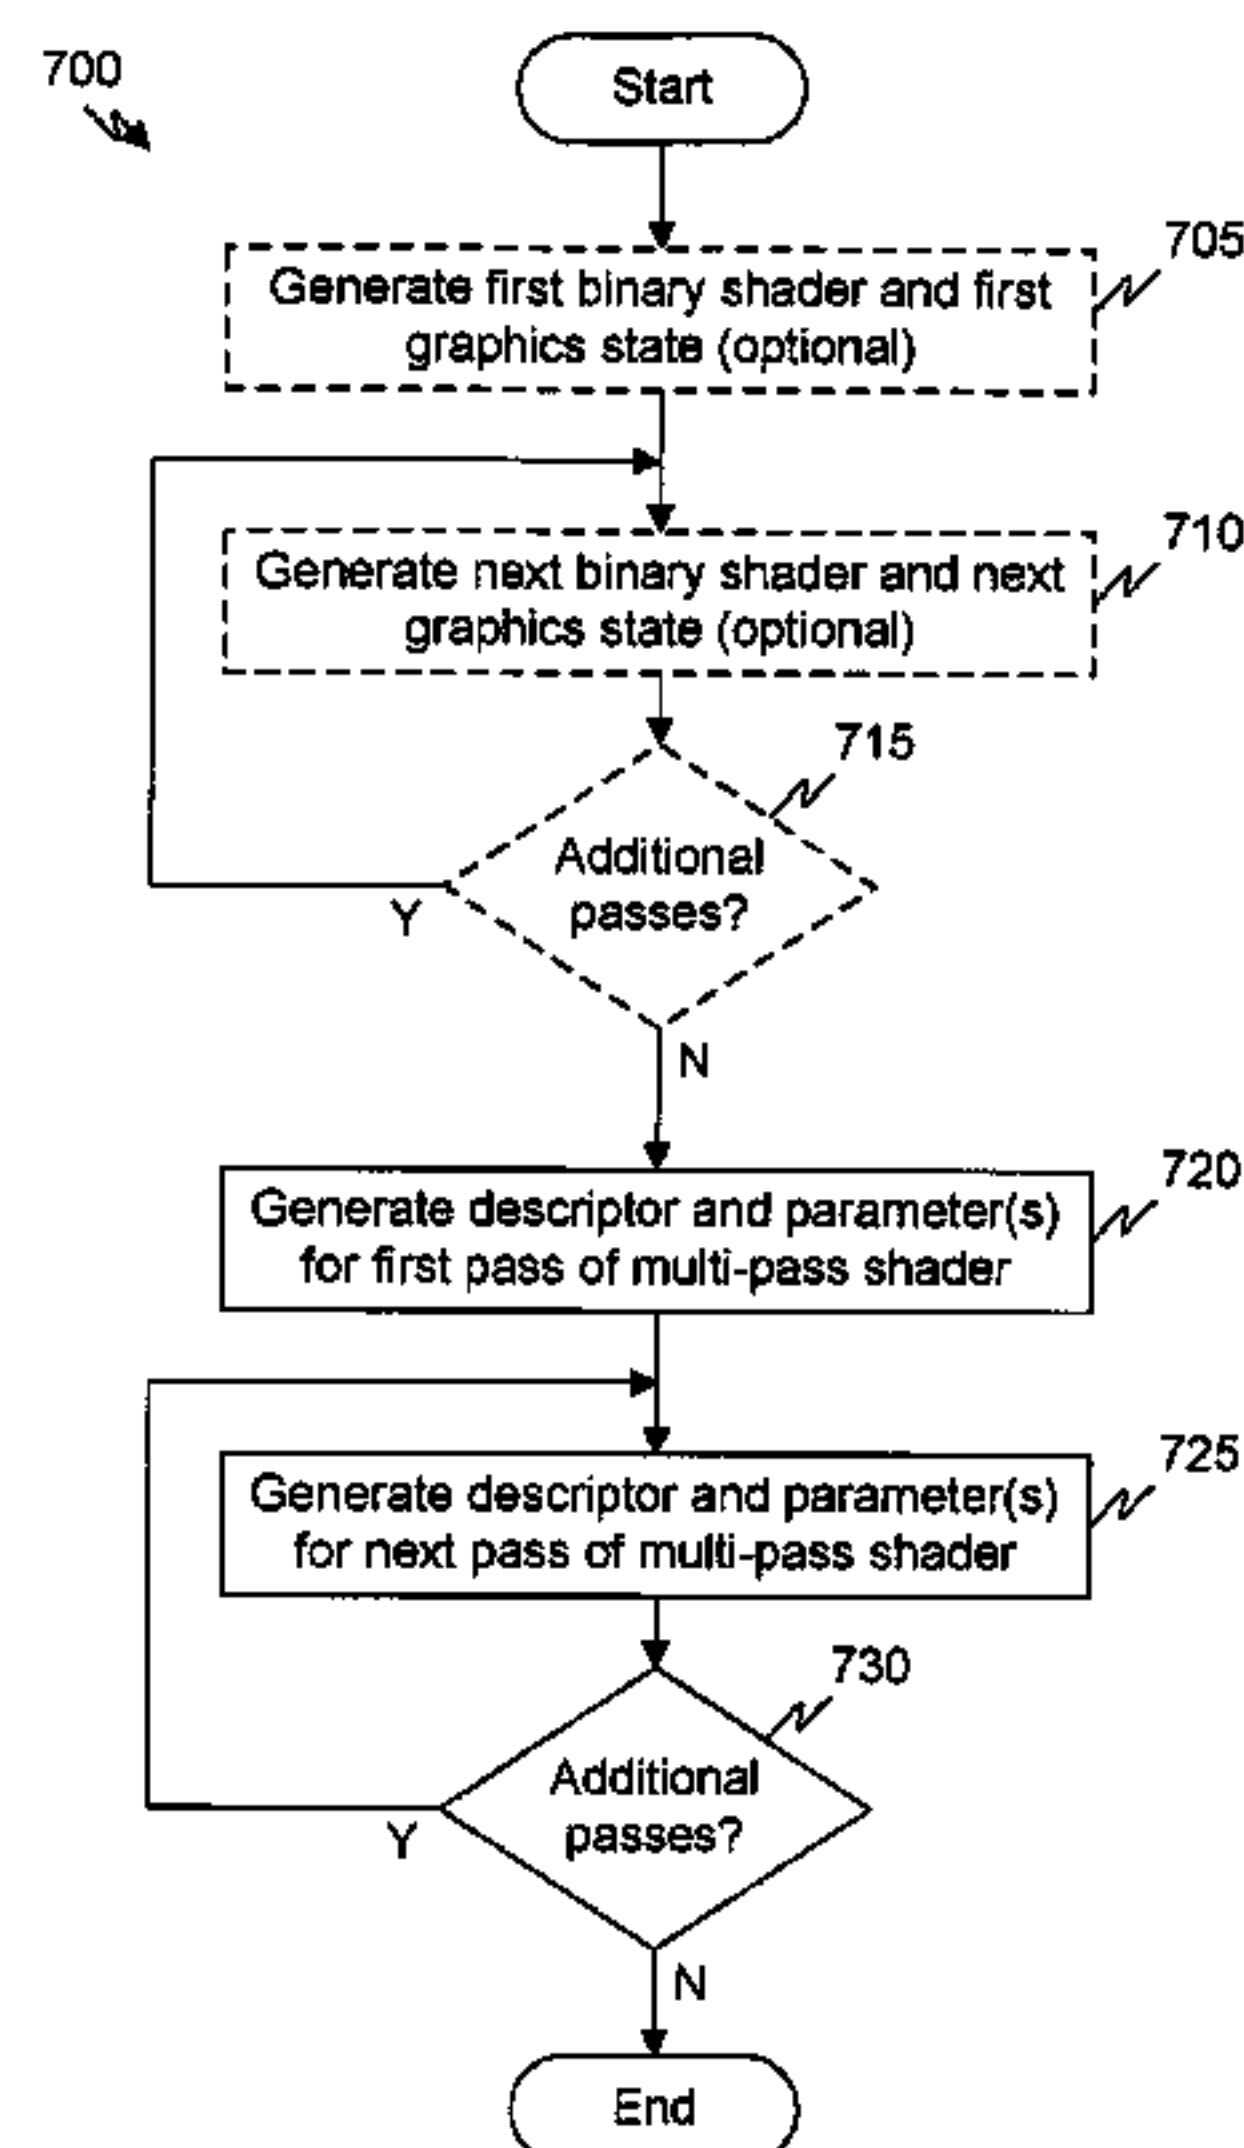 700
Start
705
Generate first binary shader and first
graphics state (optional)
710
Generate next binary shader and next
graphics state (optional)
715
Additional
passes?
Y
N
720
Generate descriptor and parameter(s)
for first pass of multi-pass shader
725
Generate descriptor and parameter(s)
for next pass of multi-pass shader
730
Additional
passes?
Y
N
End